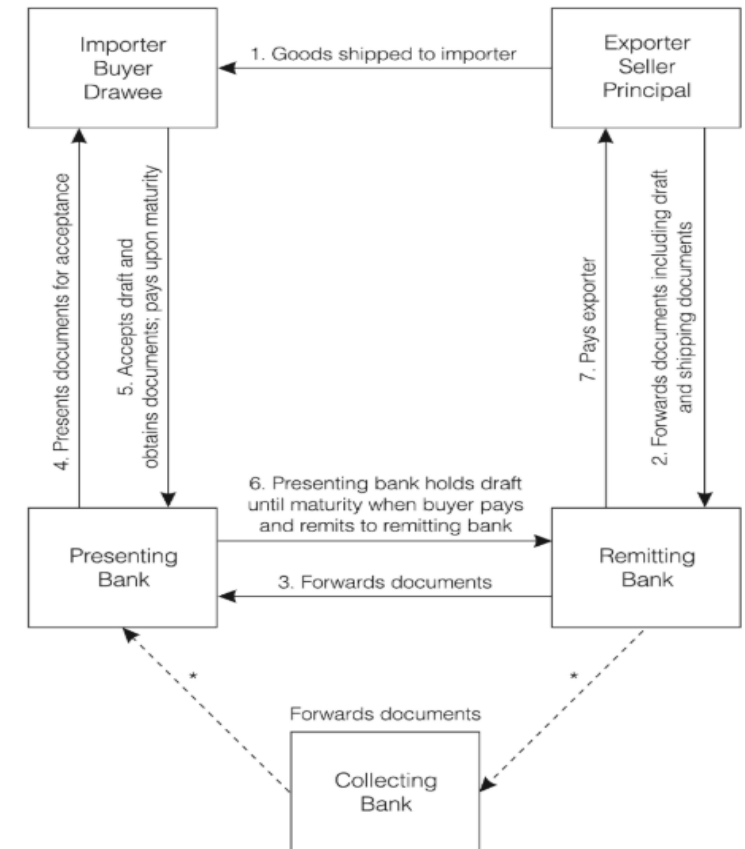 Importer
Buyer
Drawee
1. Goods shipped to importer
Exporter
Seller
Principal
4. Presents documents for acceptance
5. Accepts draft and
obtains documents; pays upon maturity
7. Pays exporter
2. Forwards documents including draft
and shipping documents
6. Presenting bank holds draft
until maturity when buyer pays
and remits to remitting bank
Presenting
Bank
3. Forwards documents
Remitting
Bank
*
*
Forwards documents
Collecting
Bank